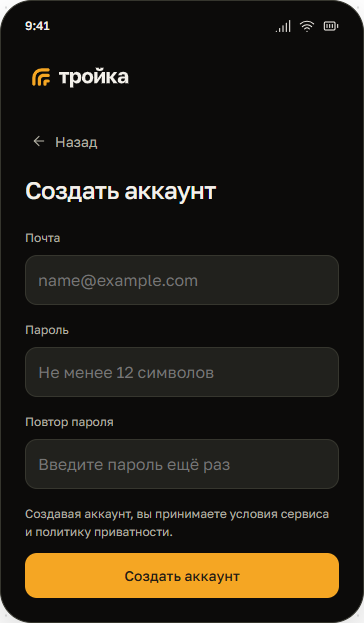 9:41
тройка
Назад
Создать аккаунт
Почта
name@example.com
Пароль
Не менее 12 символов
Повтор пароля
Введите пароль ещё раз
Создавая аккаунт, вы принимаете условия сервиса
и политику приватности.
Создать аккаунт